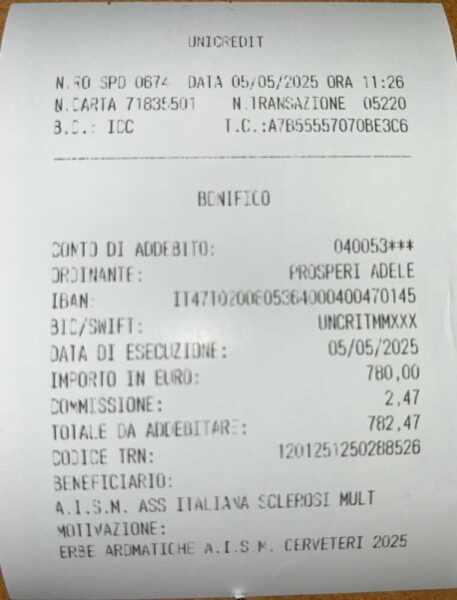 UNICREDIT
N.RO SPD 0674 DATA 05/05/2025 ORA 11:26
N.CARTA 71835501 N.TRANSAZIONE 05220
B.C.: ICC T.C.:A7B55557070BE3C6
BONIFICO
CONTO DI ADDEBITO: 040053***
ORDINANTE: PROSPERI ADELE
IBAN: IT47I0200805364000400470145
BIC/SWIFT: UNCRITMMXXX
DATA DI ESECUZIONE: 05/05/2025
IMPORTO IN EURO: 780,00
COMMISSIONE: 2,47
TOTALE DA ADDEBITARE: 782,47
CODICE TRN: 1201251250288526
BENEFICIARIO:
A.I.S.M. ASS ITALIANA SCLEROSI MULT
MOTIVAZIONE:
ERBE AROMATICHE A.I.S M. CERVETERI 2025